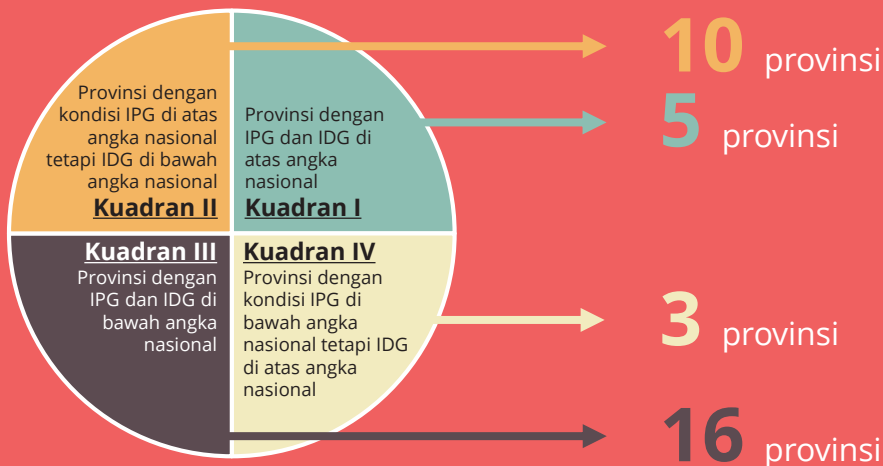 Provinsi dengan
kondisi IPG di atas
angka nasional
tetapi IDG di bawah
angka nasional
Kuadran II
Provinsi dengan
IPG dan IDG di
atas angka
nasional
Kuadran I
Kuadran III
Provinsi dengan
IPG dan IDG di
bawah angka
nasional
Kuadran IV
Provinsi dengan
kondisi IPG di
bawah angka
nasional tetapi IDG
di atas angka
nasional
10 provinsi
5 provinsi
3 provinsi
16 provinsi